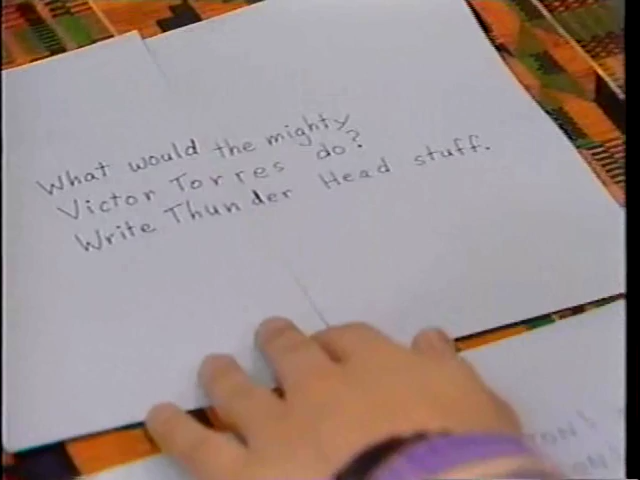 What would the mighty
Victor Torres do?
Write Thunder Head stuff.